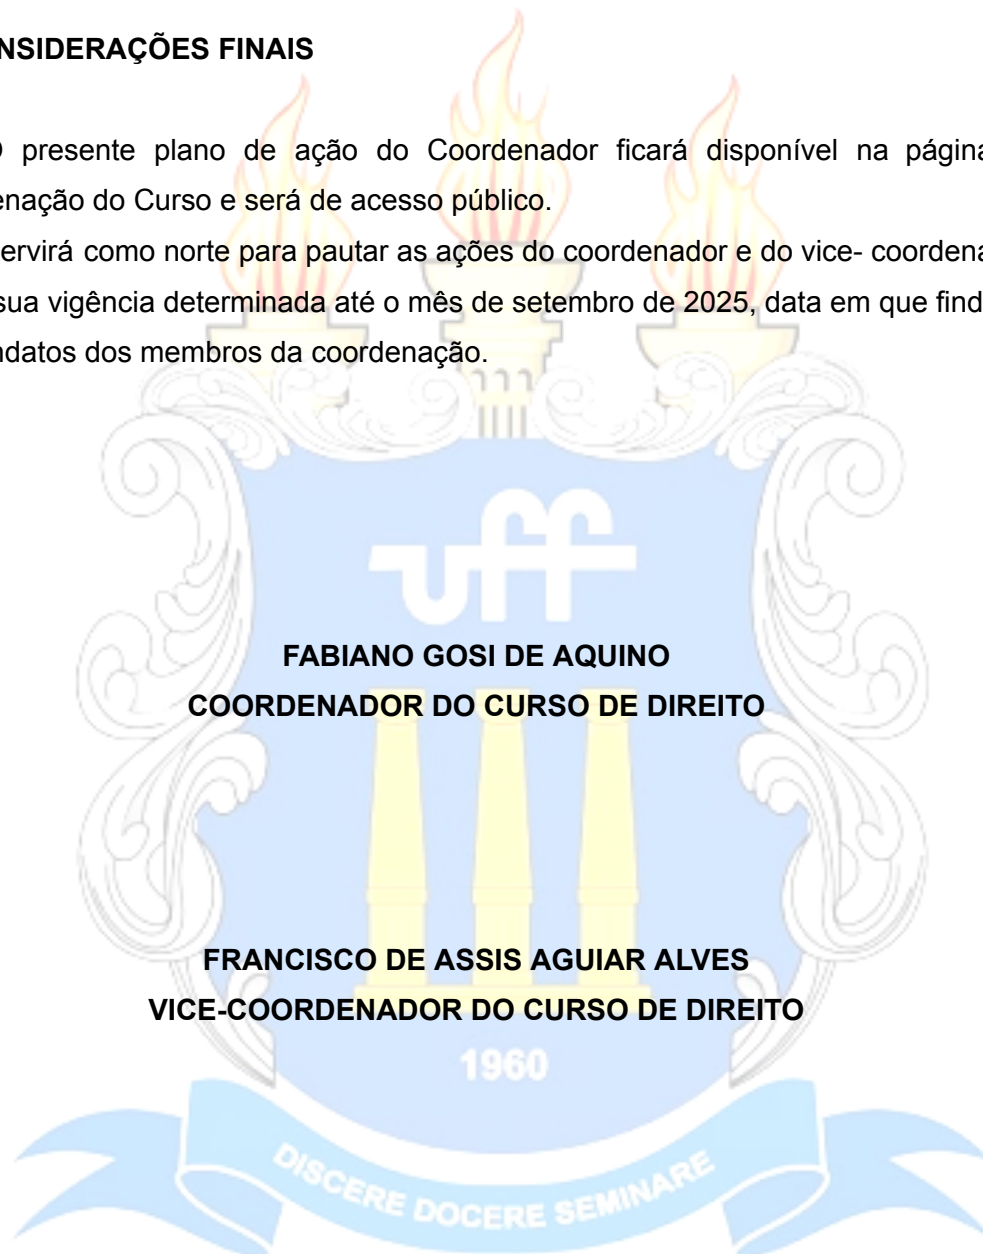 NSIDERAÇÕES FINAIS
presente plano de ação do Coordenador ficará disponível na página
enação do Curso e será de acesso público.
ervirá como norte para pautar as ações do coordenador e do vice- coordena
sua vigência determinada até o mês de setembro de 2025, data em que find
ndatos dos membros da coordenação.
uff
FABIANO GOSI DE AQUINO
COORDENADOR DO CURSO DE DIREITO
FRANCISCO DE ASSIS AGUIAR ALVES
VICE-COORDENADOR DO CURSO DE DIREITO
1960
DISCERE DOCERE SEMINARE